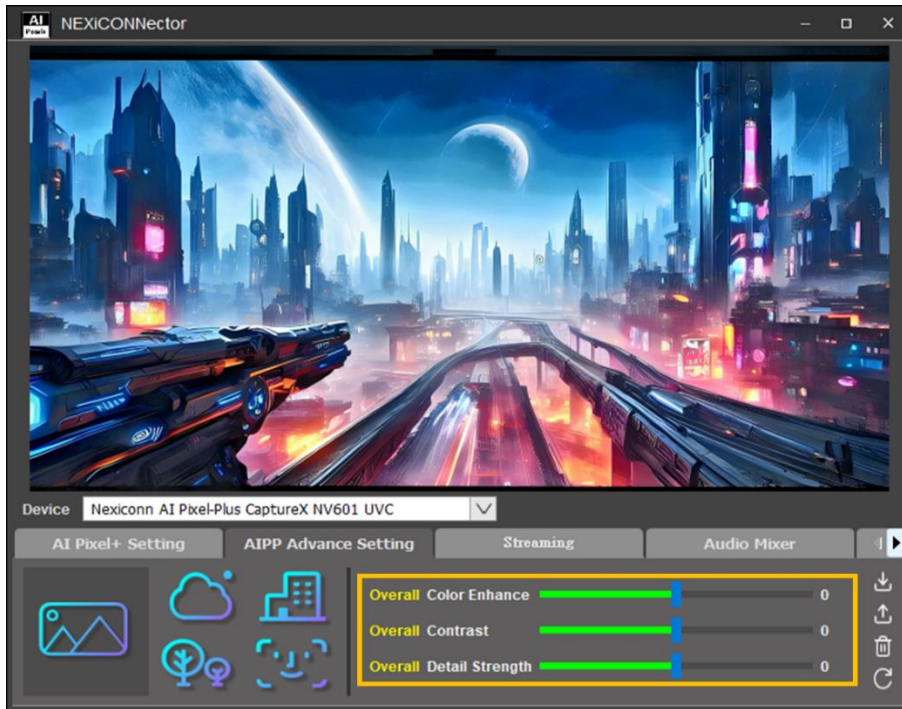 AI
Pixels
NEXiCONNector
Device Nexiconn AI Pixel-Plus CaptureX NV601 UVC
AI Pixel+ Setting AIPP Advance Setting Streaming Audio Mixer
Overall Color Enhance 0
Overall Contrast 0
Overall Detail Strength 0